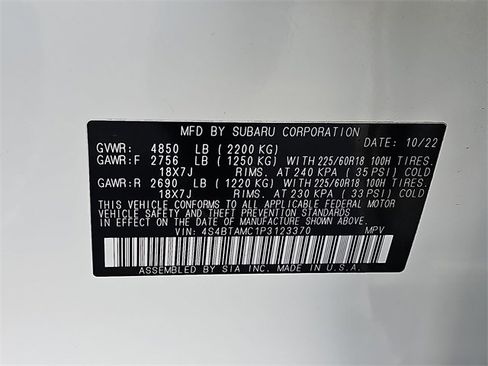 MFD BY SUBARU CORPORATION
DATE: 10/22
GVWR: 4850 LB (2200 KG)
GAWR:F 2756 LB (1250 KG) WITH 225/60R18 100H TIRES.
18X7J RIMS. AT 240 KPA (35 PSI) COLD
GAWR:R 2690 LB (1220 KG) WITH 225/60R18 100H TIRES.
18X7J RIMS. AT 230 KPA (33 PSI) COLD
THIS VEHICLE CONFORMS TO ALL APPLICABLE FEDERAL MOTOR
VEHICLE SAFETY AND THEFT PREVENTION STANDARDS
IN EFFECT ON THE DATE OF MANUFACTURE SHOWN ABOVE.
VIN: 4S4BTAMC1P3123370 MPV
ASSEMBLED BY SIA INC. MADE IN U.S.A.